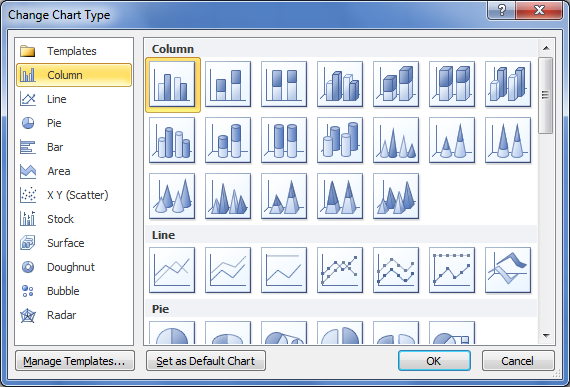 Change Chart Type
Templates
Column
Line
Pie
Bar
Area
X Y (Scatter)
Stock
Surface
Doughnut
Bubble
Radar
Column
Line
Pie
Manage Templates...
Set as Default Chart
OK
Cancel